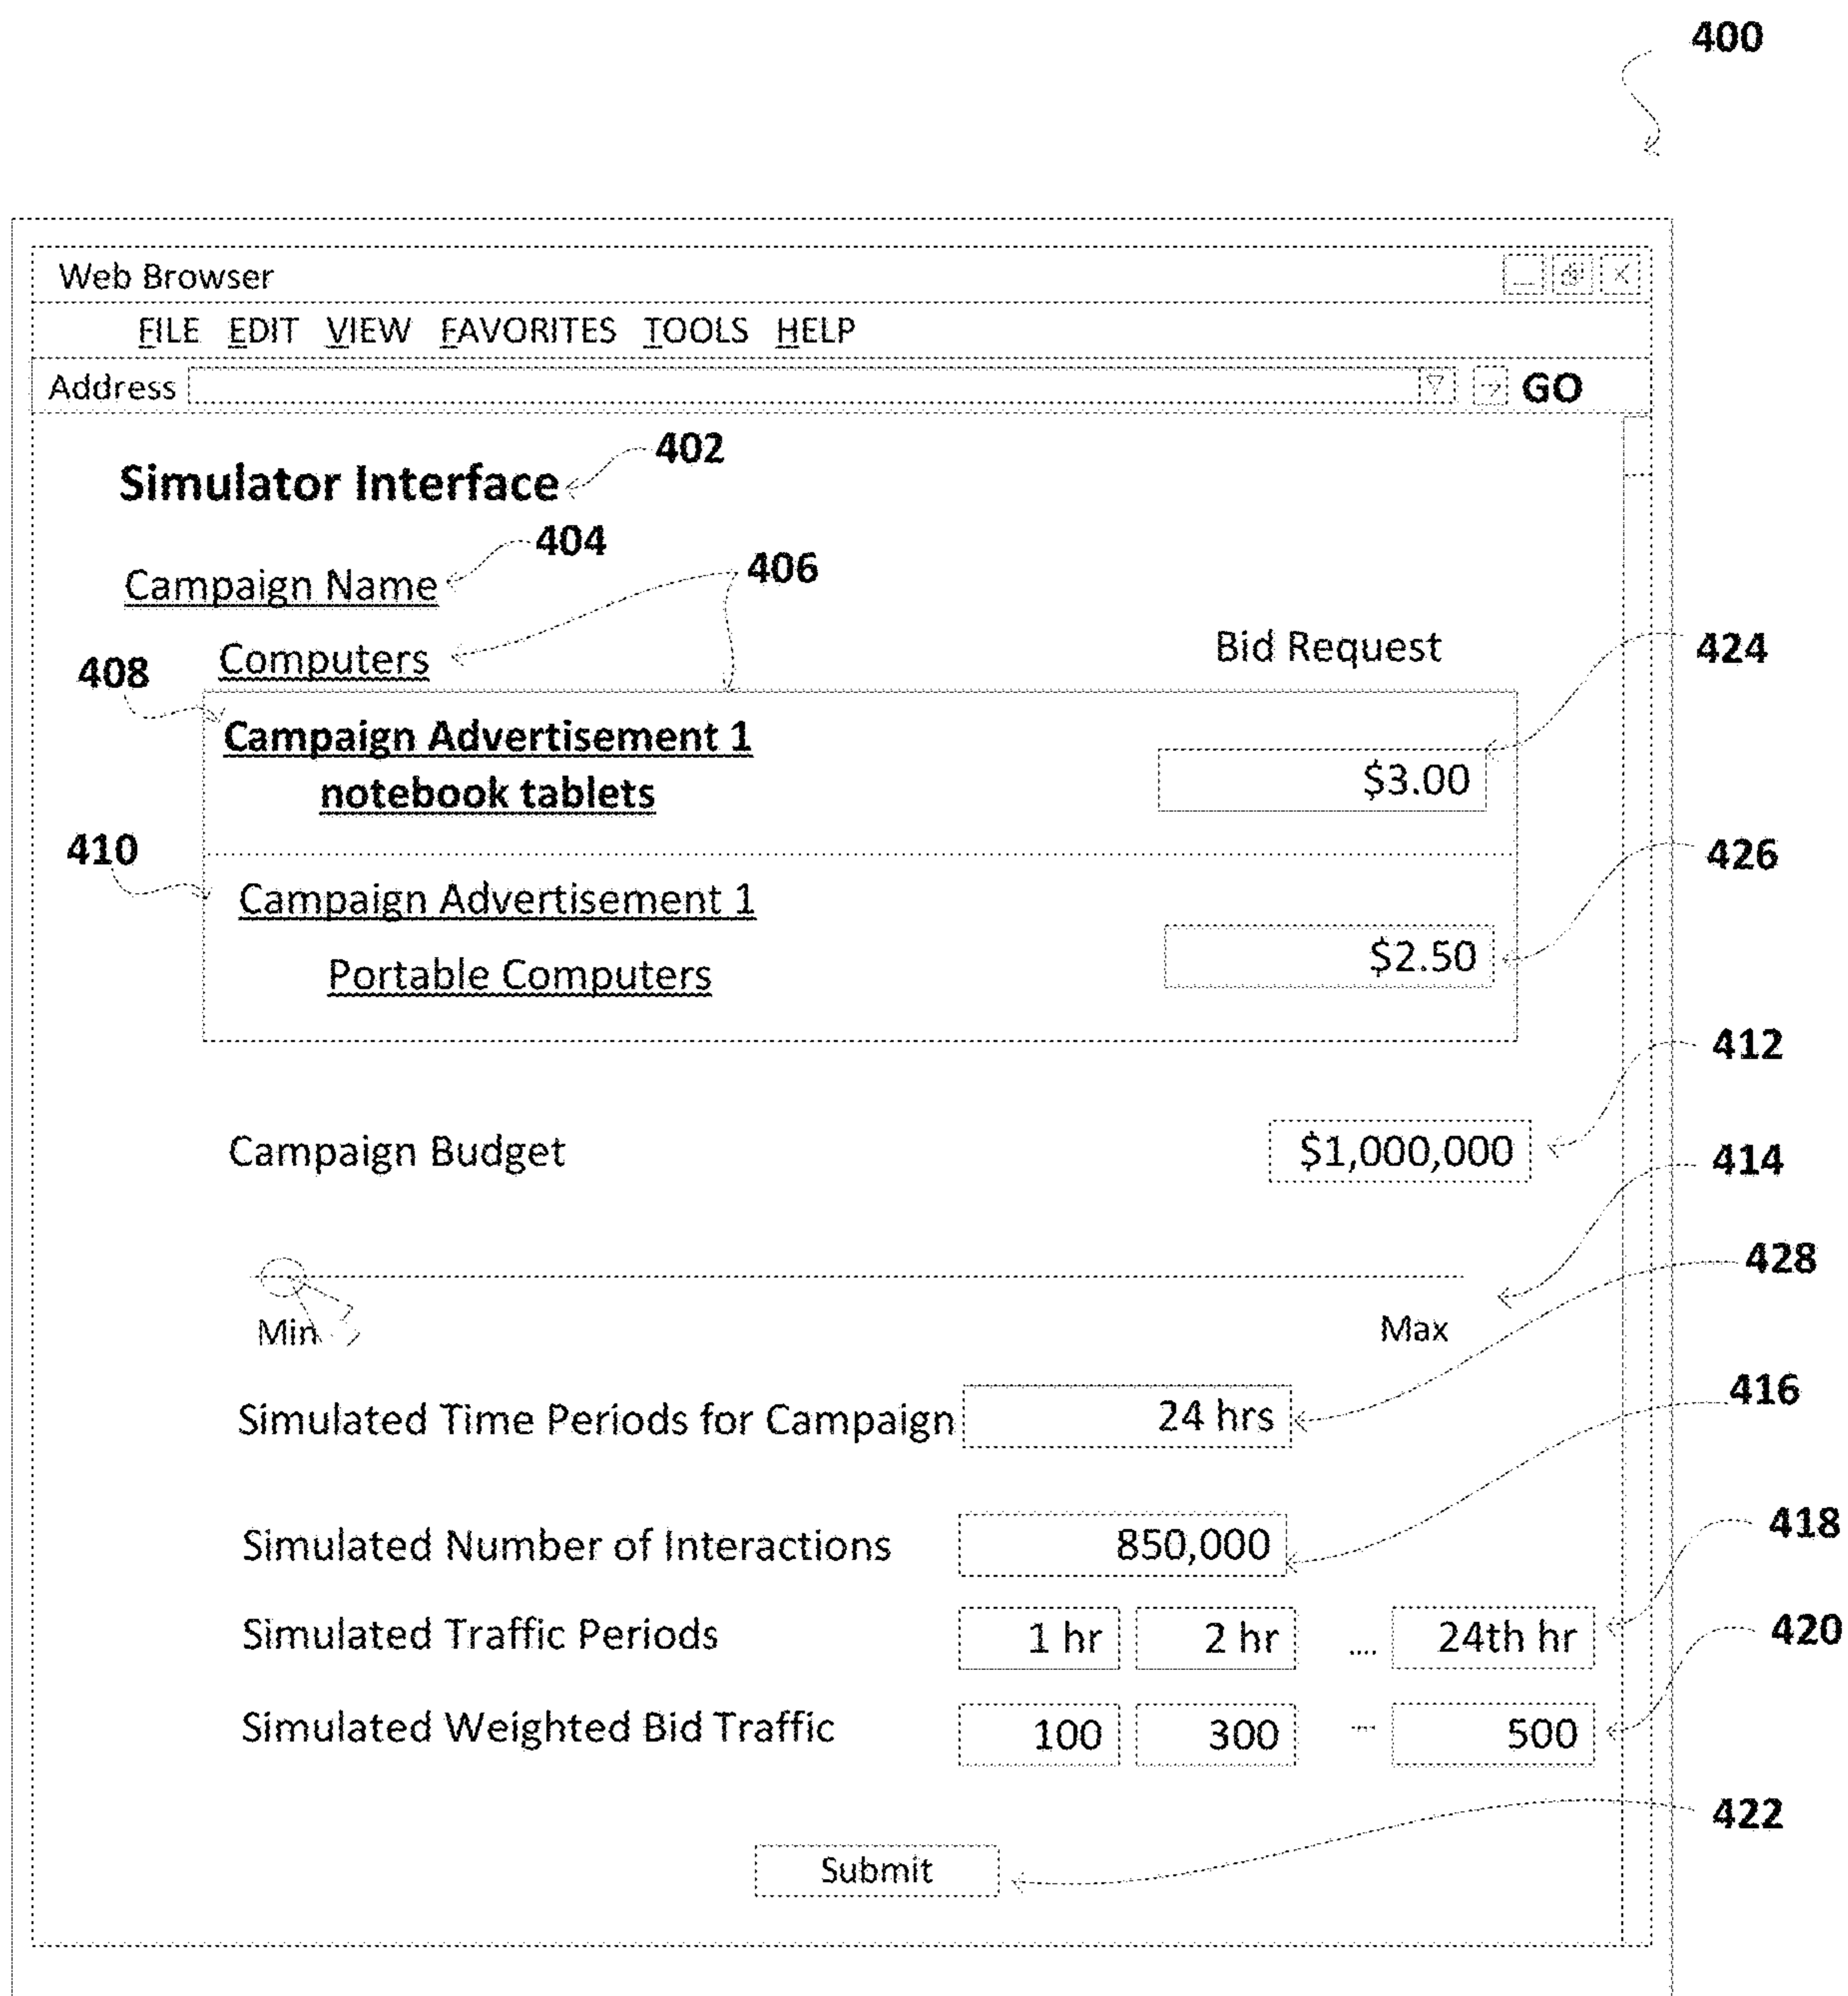 400
Web Browser
FILE EDIT VIEW FAVORITES TOOLS HELP
Address GO
402
Simulator Interface
404
Campaign Name
406
Computers
Bid Request
424
408
Campaign Advertisement 1
notebook tablets
$3.00
410
426
Campaign Advertisement 1
Portable Computers
$2.50
412
Campaign Budget
$1,000,000
414
428
Min
Max
416
Simulated Time Periods for Campaign 24 hrs
418
Simulated Number of Interactions 850,000
420
Simulated Traffic Periods 1 hr 2 hr .... 24th hr
Simulated Weighted Bid Traffic 100 300 .... 500
422
Submit